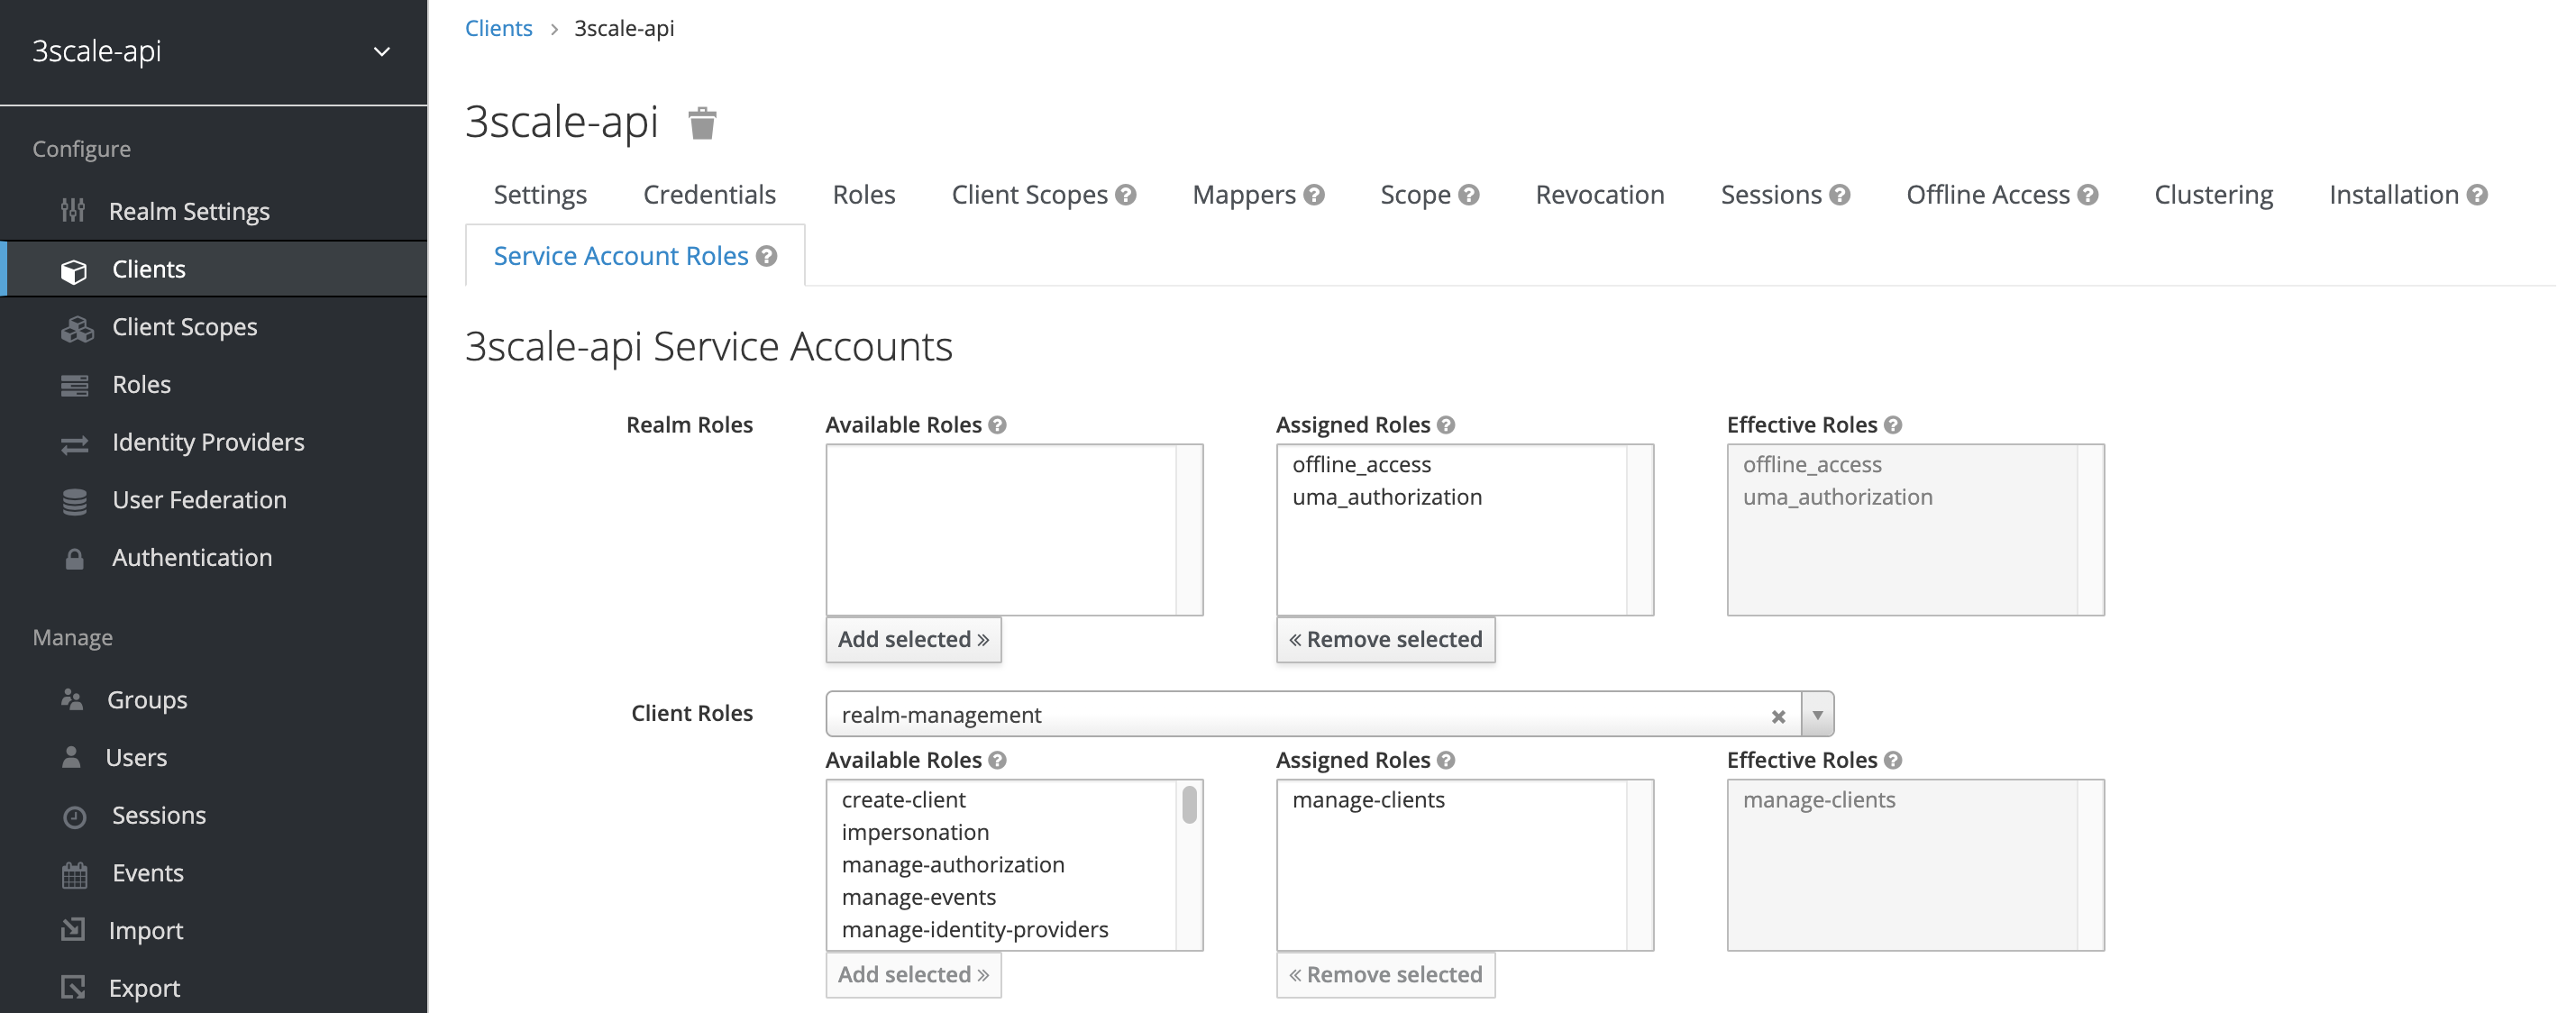 3scale-api
Configure
Realm Settings
Clients
Client Scopes
Roles
Identity Providers
User Federation
Authentication
Manage
Groups
Users
Sessions
Events
Import
Export
Clients > 3scale-api
3scale-api
Settings Credentials Roles Client Scopes ? Mappers ? Scope ? Revocation Sessions ? Offline Access ? Clustering Installation ?
Service Account Roles ?
3scale-api Service Accounts
Realm Roles Available Roles ? Assigned Roles ? Effective Roles ?
offline_access offline_access
uma_authorization uma_authorization
Add selected » « Remove selected
Client Roles realm-management ×
Available Roles ? Assigned Roles ? Effective Roles ?
create-client manage-clients manage-clients
impersonation
manage-authorization
manage-events
manage-identity-providers
Add selected » « Remove selected